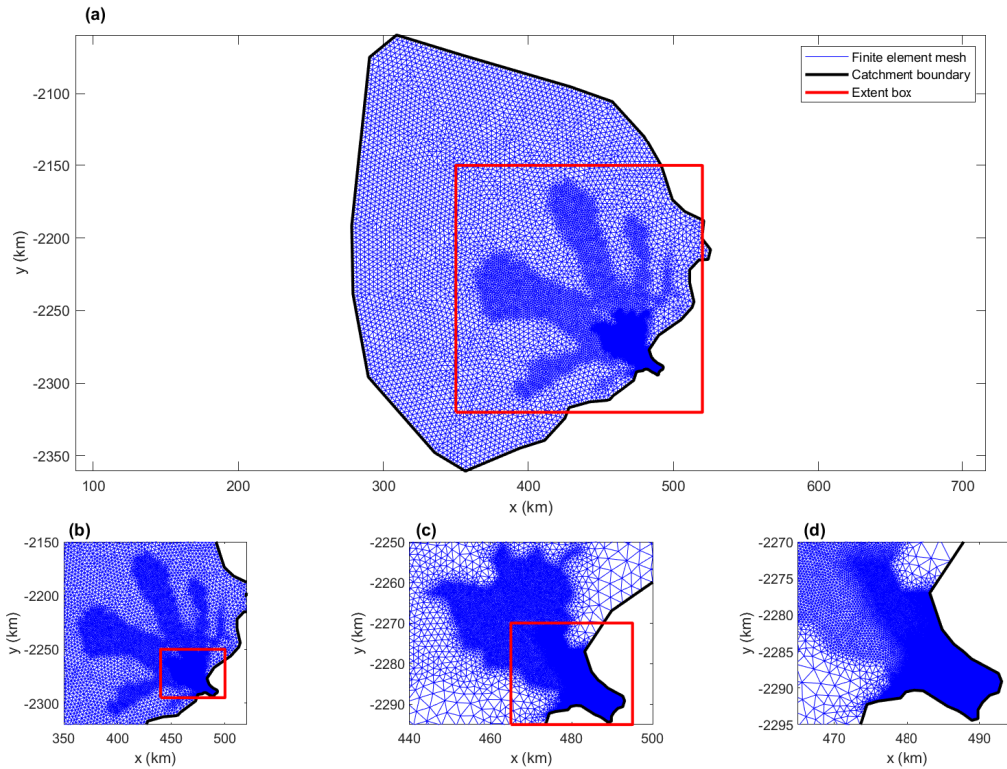 (a)
Finite element mesh
Catchment boundary
Extent box
-2100
-2150
-2200
-2250
-2300
-2350
y (km)
100 200 300 400 500 600 700
x (km)
(b)
-2150
-2200
-2250
-2300
y (km)
350 400 450 500
x (km)
(c)
-2250
-2260
-2270
-2280
-2290
y (km)
440 460 480 500
x (km)
(d)
-2270
-2275
-2280
-2285
-2290
-2295
y (km)
470 480 490
x (km)